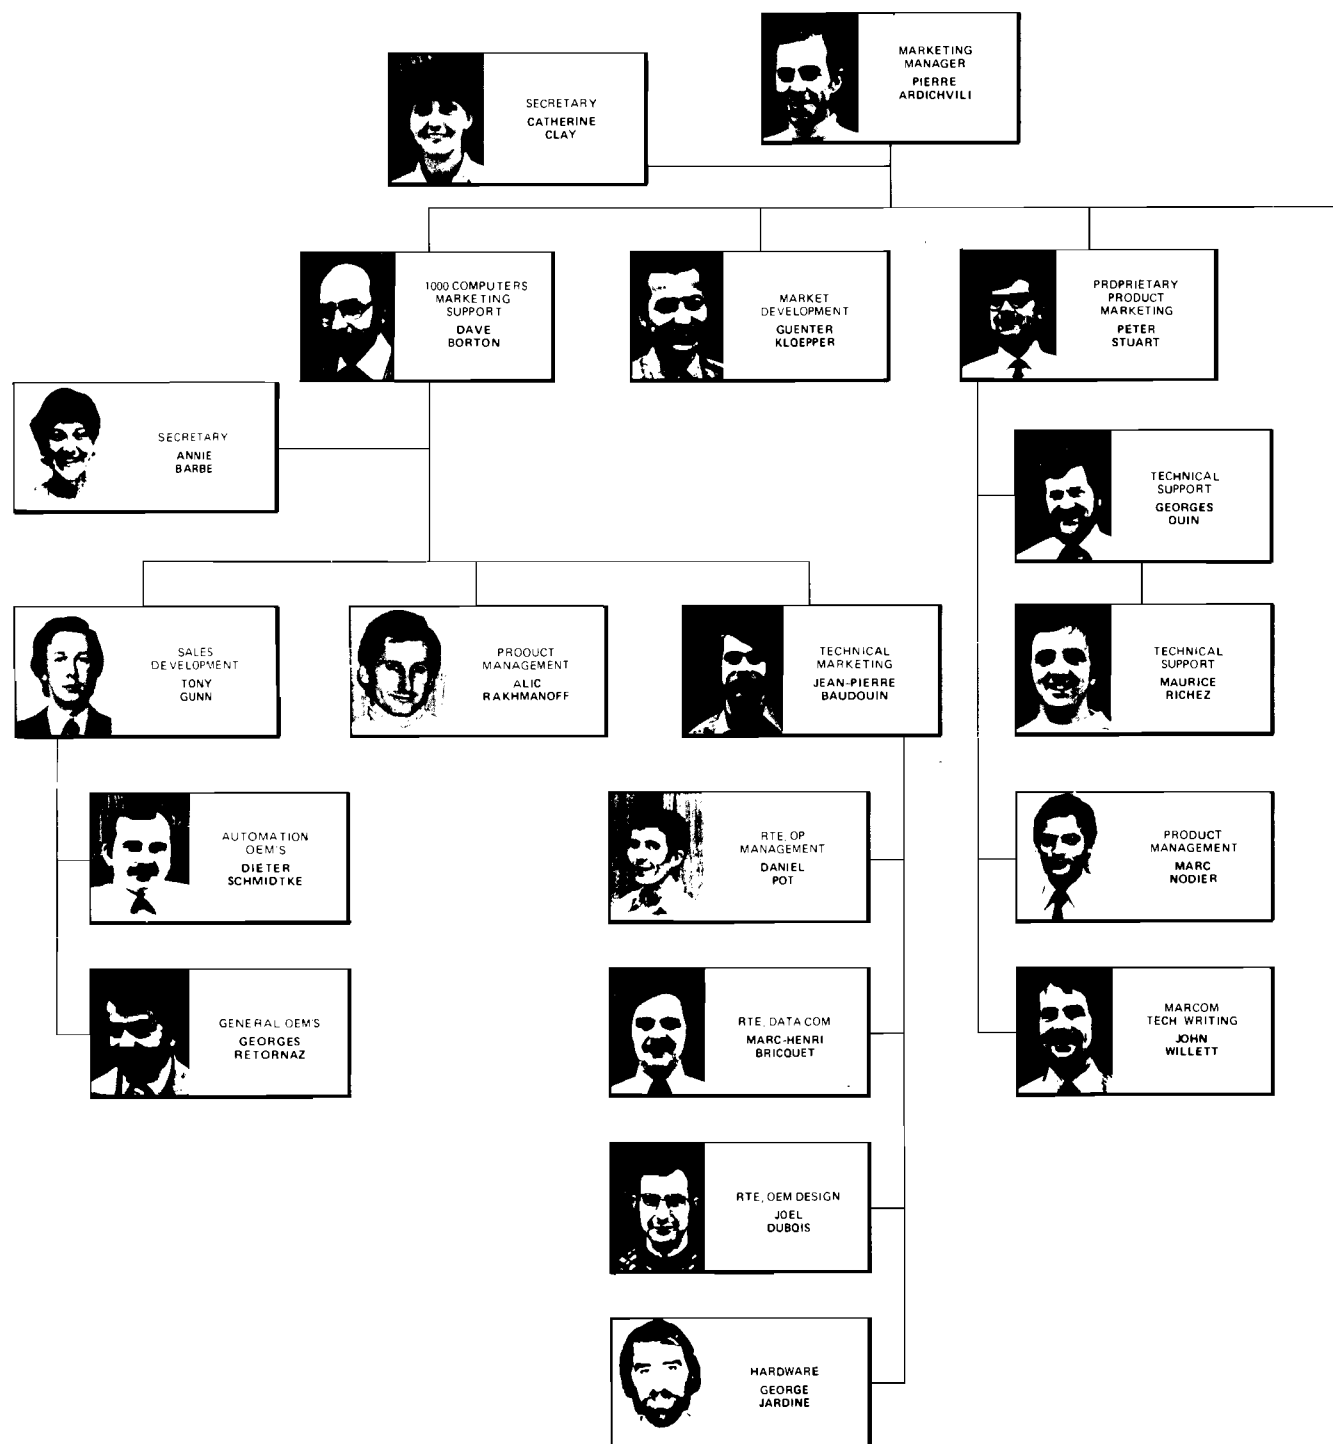 MARKETING
MANAGER
PIERRE
ARDICHVILI
SECRETARY
CATHERINE
CLAY
1000 COMPUTERS
MARKETING
SUPPORT
DAVE
BORTON
MARKET
DEVELOPMENT
GUENTER
KLOEPPER
PROPRIETARY
PRODUCT
MARKETING
PETER
STUART
SECRETARY
ANNIE
BARBE
TECHNICAL
SUPPORT
GEORGES
QUIN
SALES
DEVELOPMENT
TONY
GUNN
PRODUCT
MANAGEMENT
ALIC
RAKHMANOFF
TECHNICAL
MARKETING
JEAN-PIERRE
BAUDOUIN
TECHNICAL
SUPPORT
MAURICE
RICHEZ
AUTOMATION
OEM'S
DIETER
SCHMIDTKE
RTE, OP
MANAGEMENT
DANIEL
POT
PRODUCT
MANAGEMENT
MARC
NODIER
GENERAL OEM'S
GEORGES
RETORNAZ
RTE, DATA COM
MARC-HENRI
BRICQUET
MARCOM
TECH WRITING
JOHN
WILLETT
RTE, OEM DESIGN
JOEL
DUBOIS
HARDWARE
GEORGE
JARDINE